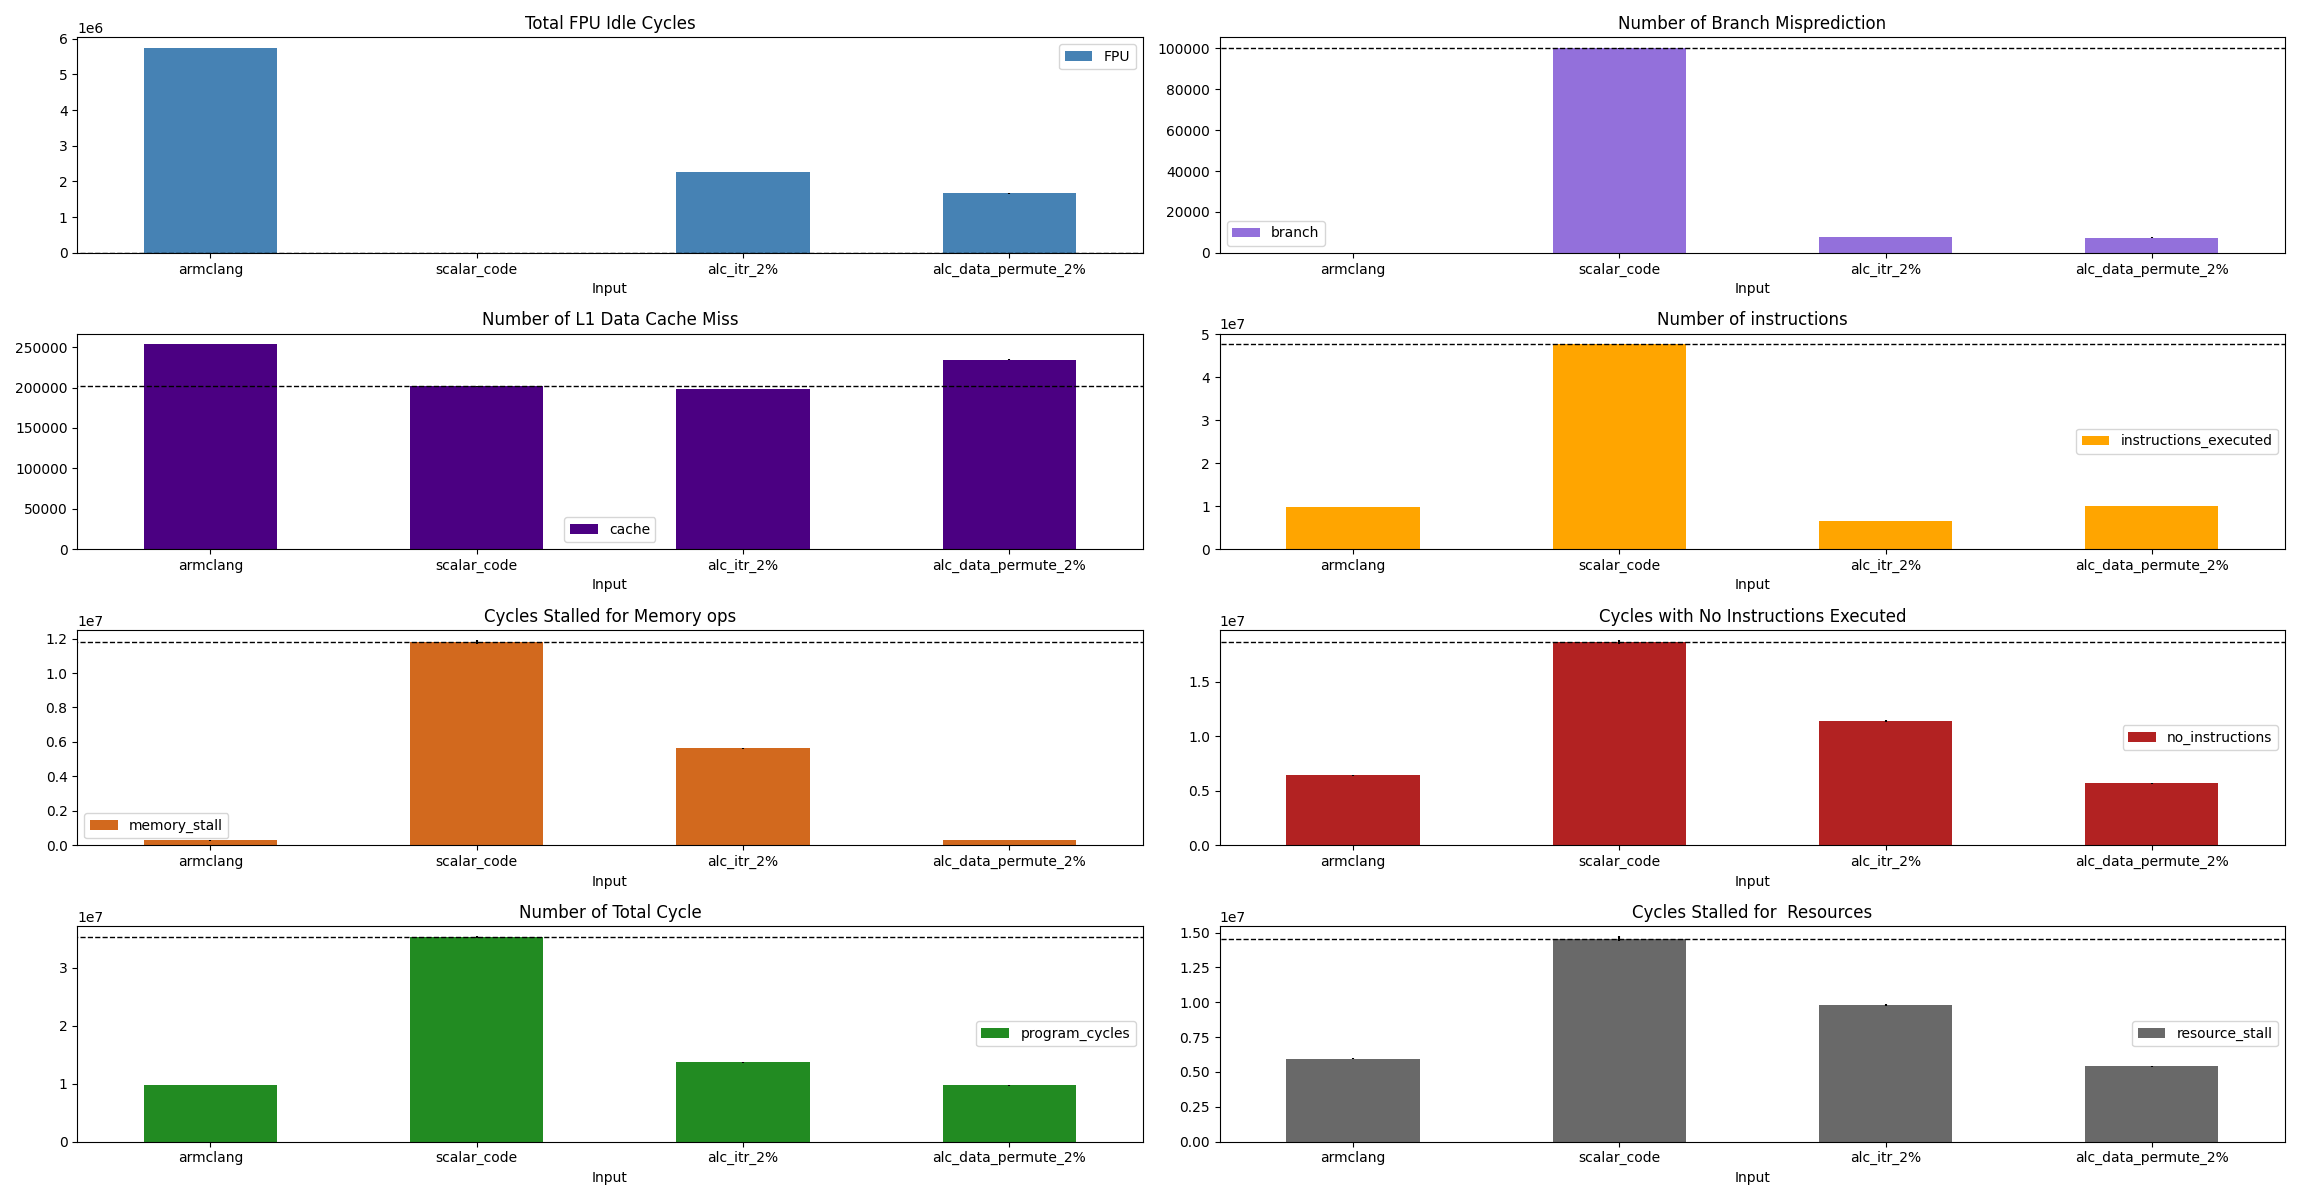 Total FPU Idle Cycles
1e6
6
5
4
3
2
1
0
FPU
armclang scalar_code alc_itr_2% alc_data_permute_2%
Input
Number of Branch Misprediction
100000
80000
60000
40000
20000
0
branch
armclang scalar_code alc_itr_2% alc_data_permute_2%
Input
Number of L1 Data Cache Miss
250000
200000
150000
100000
50000
0
cache
armclang scalar_code alc_itr_2% alc_data_permute_2%
Input
Number of instructions
1e7
5
4
3
2
1
0
instructions_executed
armclang scalar_code alc_itr_2% alc_data_permute_2%
Input
Cycles Stalled for Memory ops
1e7
1.2
1.0
0.8
0.6
0.4
0.2
0.0
memory_stall
armclang scalar_code alc_itr_2% alc_data_permute_2%
Input
Cycles with No Instructions Executed
1e7
1.5
1.0
0.5
0.0
no_instructions
armclang scalar_code alc_itr_2% alc_data_permute_2%
Input
Number of Total Cycle
1e7
3
2
1
0
program_cycles
armclang scalar_code alc_itr_2% alc_data_permute_2%
Input
Cycles Stalled for  Resources
1e7
1.50
1.25
1.00
0.75
0.50
0.25
0.00
resource_stall
armclang scalar_code alc_itr_2% alc_data_permute_2%
Input